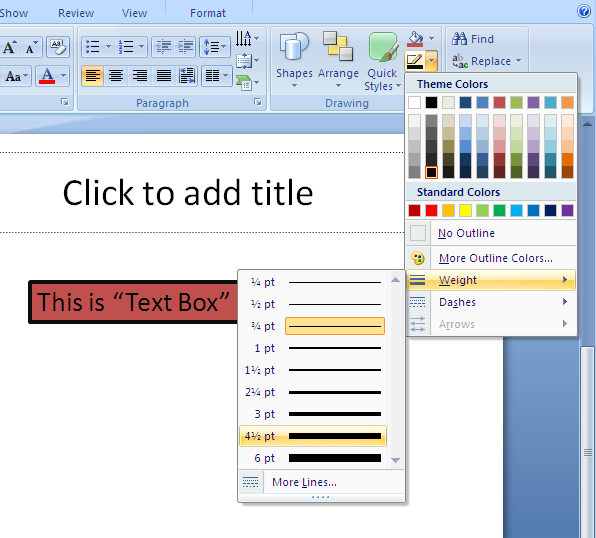 Show
Review
View
Format
Aa
A
Shapes
Arrange
Quick
Styles
Find
Replace
Paragraph
Drawing
Theme Colors
Standard Colors
No Outline
More Outline Colors...
Weight
Dashes
Arrows
Click to add title
This is “Text Box”
¼ pt
½ pt
¾ pt
1 pt
1½ pt
2¼ pt
3 pt
4½ pt
6 pt
More Lines...